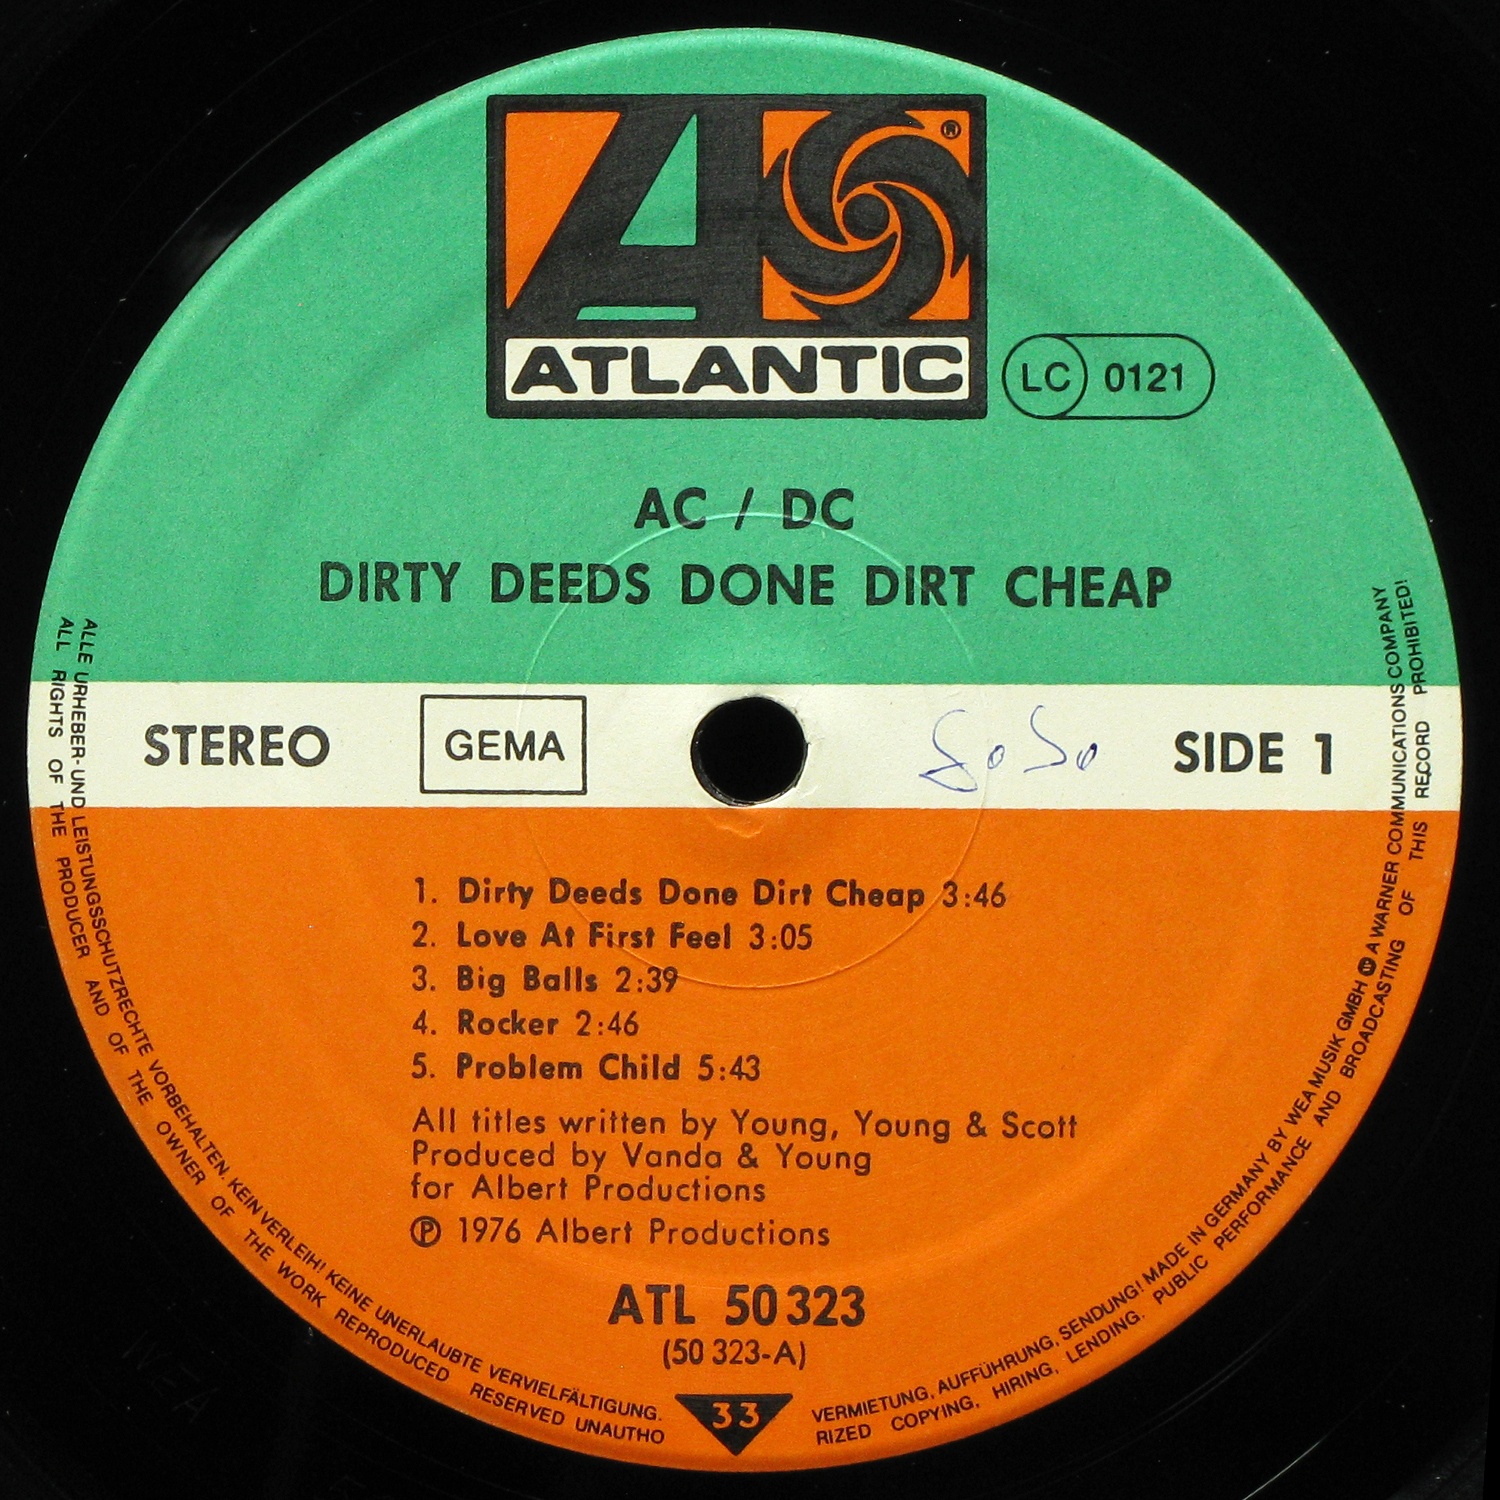 ®
ATLANTIC
LC 0121
AC / DC
DIRTY DEEDS DONE DIRT CHEAP
STEREO
GEMA
SIDE 1
1. Dirty Deeds Done Dirt Cheap 3:46
2. Love At First Feel 3:05
3. Big Balls 2:39
4. Rocker 2:46
5. Problem Child 5:43
All titles written by Young, Young & Scott
Produced by Vanda & Young
for Albert Productions
℗ 1976 Albert Productions
ATL 50 323
(50 323-A)
33
ALLE URHEBER- UND LEISTUNGSSCHUTZRECHTE VORBEHALTEN. KEIN VERLEIH! KEINE UNERLAUBTE VERVIELFÄLTIGUNG. VERMIETUNG, AUFFÜHRUNG, SENDUNG! MADE IN GERMANY BY WEA MUSIK GMBH A WARNER COMMUNICATIONS COMPANY
ALL RIGHTS OF THE PRODUCER AND OF THE OWNER OF THE WORK REPRODUCED RESERVED UNAUTHORIZED COPYING, HIRING, LENDING. PUBLIC PERFORMANCE AND BROADCASTING OF THIS RECORD PROHIBITED!